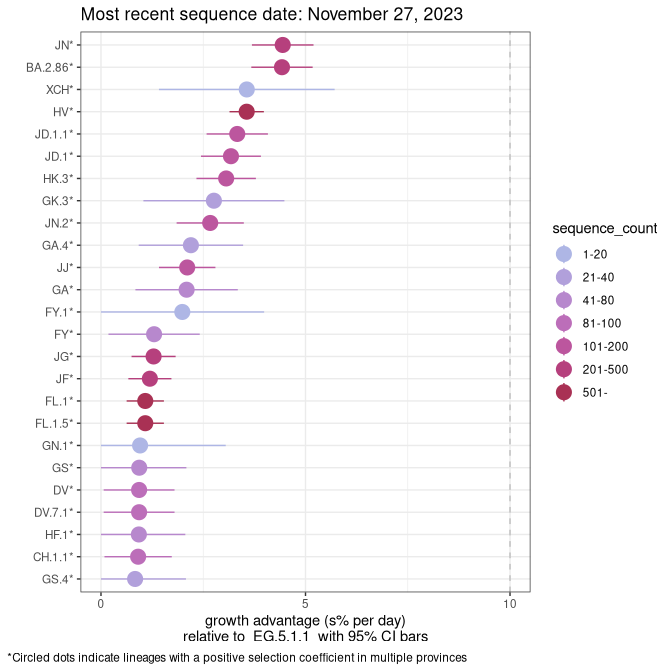 Most recent sequence date: November 27, 2023
JN*
BA.2.86*
XCH*
HV*
JD.1.1*
JD.1*
HK.3*
GK.3*
JN.2*
GA.4*
JJ*
GA*
FY.1*
FY*
JG*
JF*
FL.1*
FL.1.5*
GN.1*
GS*
DV*
DV.7.1*
HF.1*
CH.1.1*
GS.4*
0
5
10
growth advantage (s% per day)
relative to EG.5.1.1 with 95% CI bars
sequence_count
1-20
21-40
41-80
81-100
101-200
201-500
501-
*Circled dots indicate lineages with a positive selection coefficient in multiple provinces